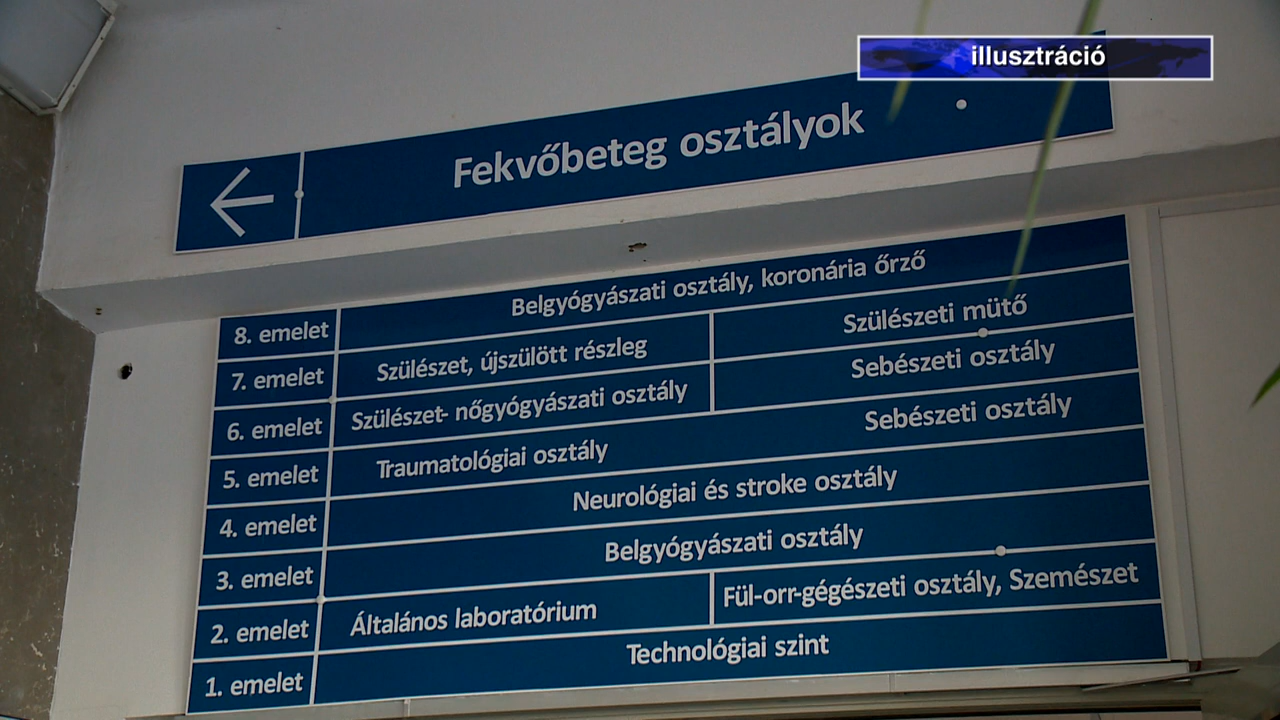 illusztráció
Fekvőbeteg osztályok
8. emelet Belgyógyászati osztály, koronária őrző
7. emelet Szülészet, újszülött részleg Szülészeti mütő
6. emelet Szülészet- nőgyógyászati osztály Sebészeti osztály
5. emelet Traumatológiai osztály Sebészeti osztály
4. emelet Neurológiai és stroke osztály
3. emelet Belgyógyászati osztály
2. emelet Általános laboratórium Fül-orr-gégészeti osztály, Szemészet
1. emelet Technológiai szint